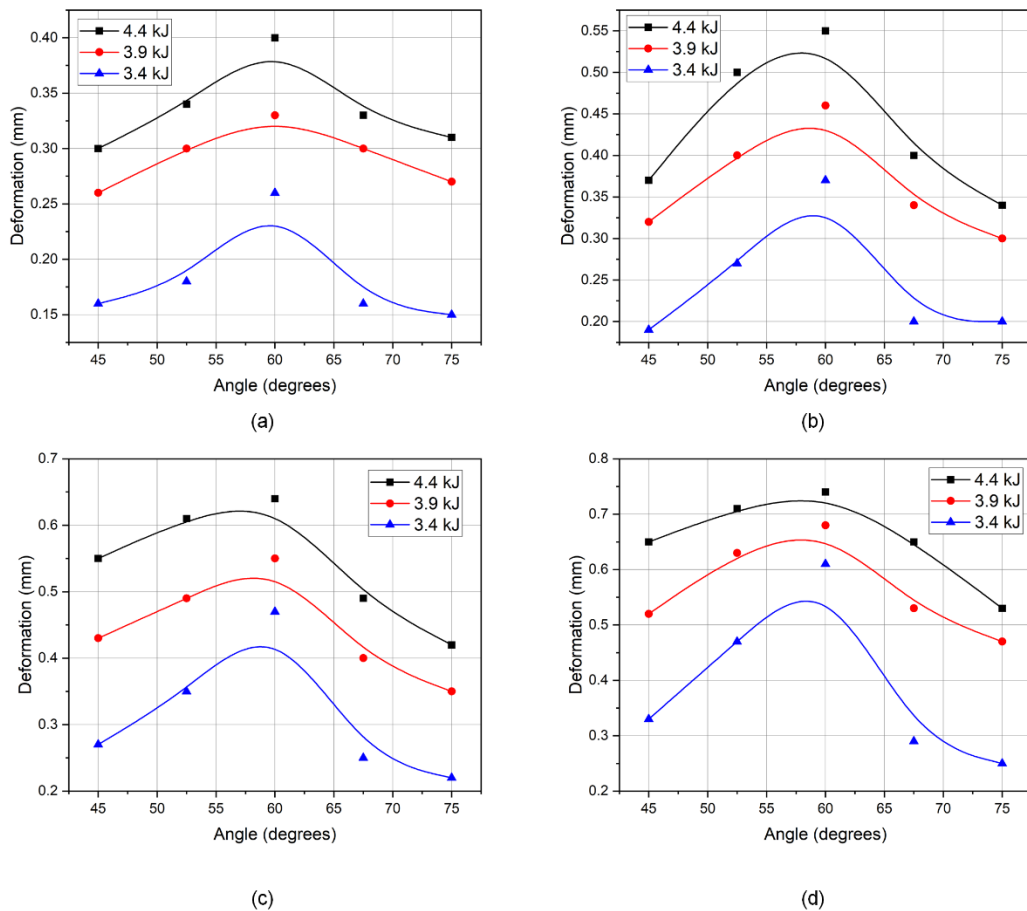 4.4 kJ
3.9 kJ
3.4 kJ
0.40
0.35
0.30
0.25
0.20
0.15
Deformation (mm)
45 50 55 60 65 70 75
Angle (degrees)
(a)
4.4 kJ
3.9 kJ
3.4 kJ
0.55
0.50
0.45
0.40
0.35
0.30
0.25
0.20
Deformation (mm)
45 50 55 60 65 70 75
Angle (degrees)
(b)
4.4 kJ
3.9 kJ
3.4 kJ
0.7
0.6
0.5
0.4
0.3
0.2
Deformation (mm)
45 50 55 60 65 70 75
Angle (degrees)
(c)
4.4 kJ
3.9 kJ
3.4 kJ
0.8
0.7
0.6
0.5
0.4
0.3
0.2
Deformation (mm)
45 50 55 60 65 70 75
Angle (degrees)
(d)